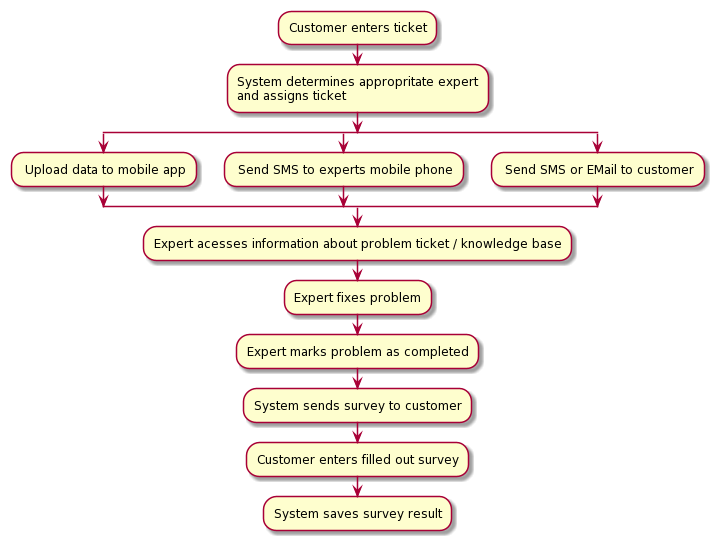 Customer enters ticket
System determines appropritate expert
and assigns ticket
Upload data to mobile app
Send SMS to experts mobile phone
Send SMS or EMail to customer
Expert acesses information about problem ticket / knowledge base
Expert fixes problem
Expert marks problem as completed
System sends survey to customer
Customer enters filled out survey
System saves survey result